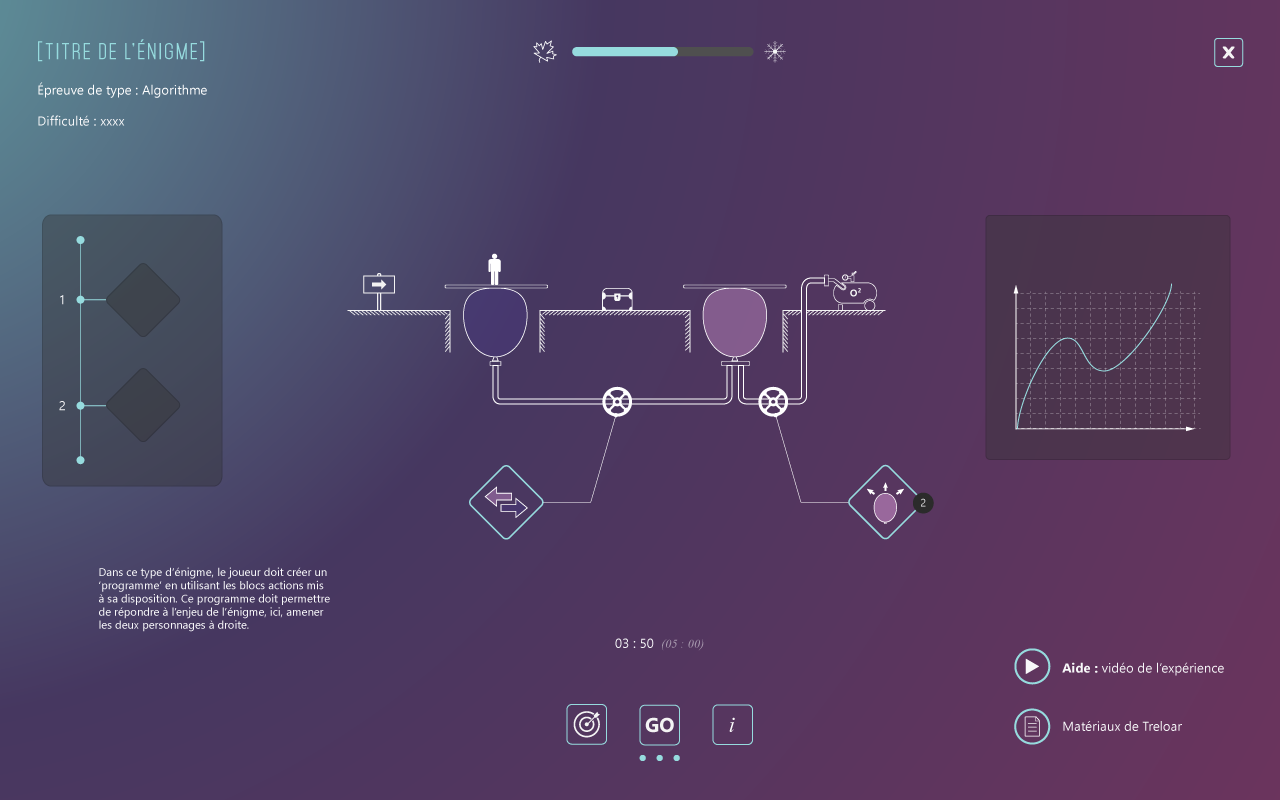 [TITRE DE L'ÉNIGME]
Épreuve de type : Algorithme
Difficulté : xxxx
X
1
2
O²
2
Dans ce type d'énigme, le joueur doit créer un
'programme' en utilisant les blocs actions mis
à sa disposition. Ce programme doit permettre
de répondre à l'enjeu de l'énigme, ici, amener
les deux personnages à droite.
03 : 50 (05 : 00)
Aide : vidéo de l'expérience
GO
i
Matériaux de Treloar